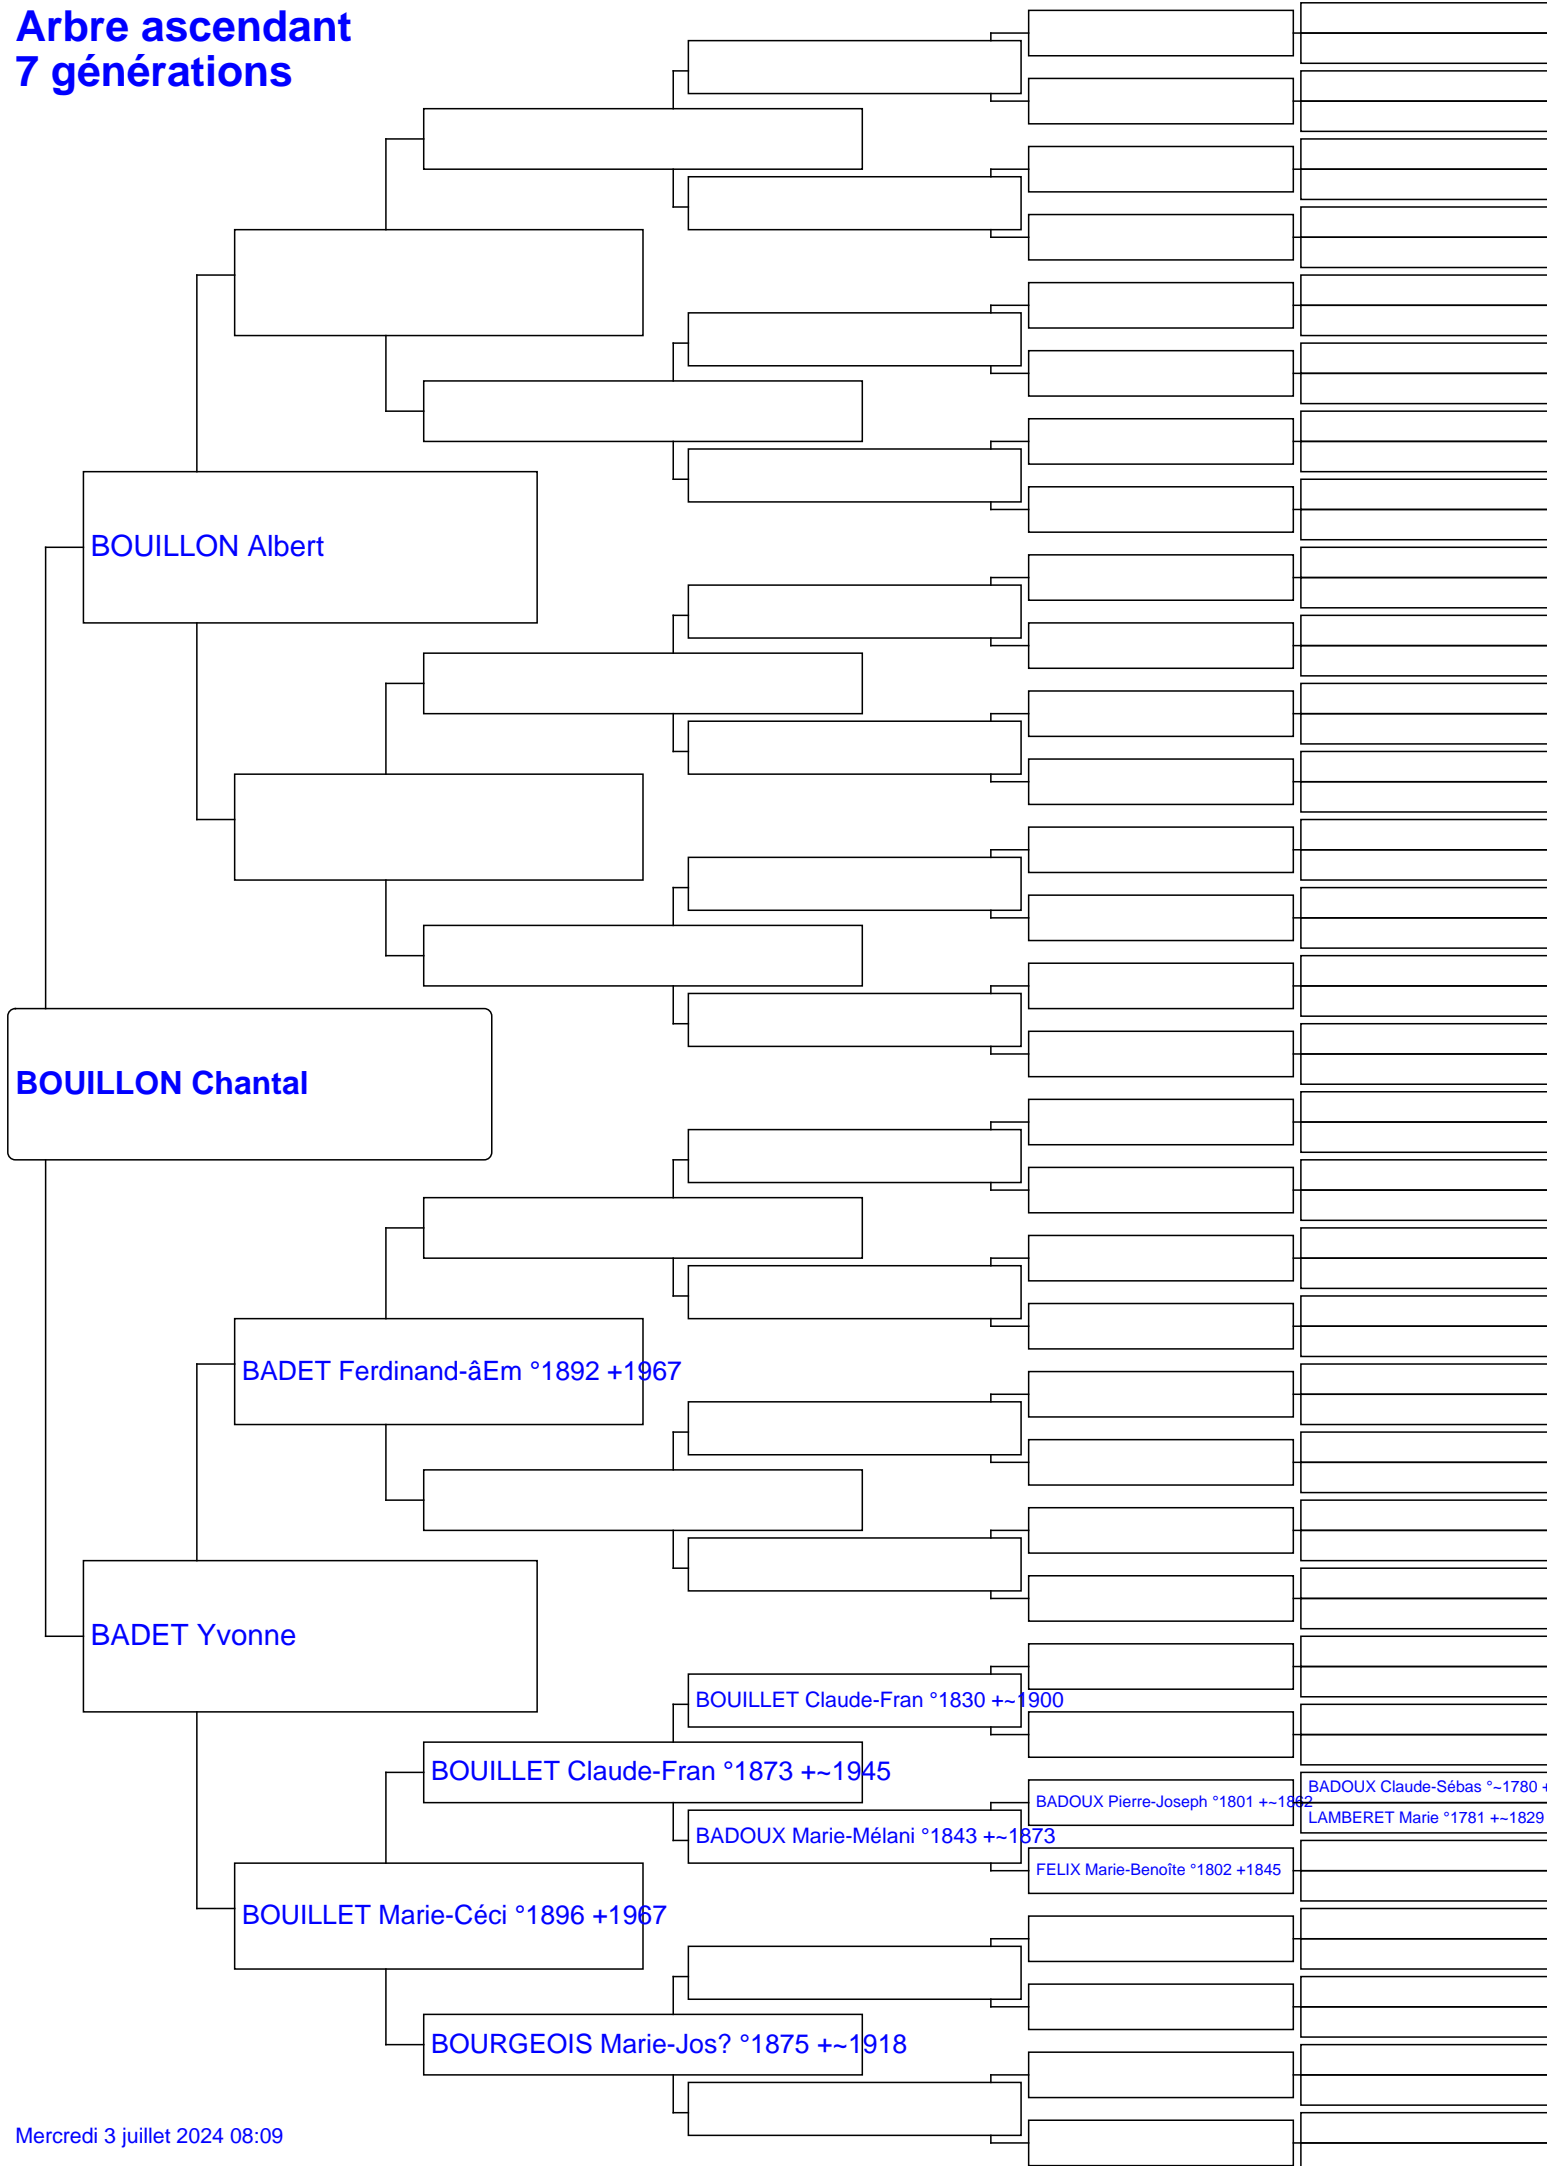 Arbre ascendant
7 générations
BOUILLON Albert
BOUILLON Chantal
BADET Ferdinand-âEm °1892 +1967
BADET Yvonne
BOUILLET Claude-Fran °1830 +~1900
BOUILLET Claude-Fran °1873 +~1945
BADOUX Claude-Sébas °~1780 +
BADOUX Pierre-Joseph °1801 +~1862
LAMBERET Marie °1781 +~1829
BADOUX Marie-Mélani °1843 +~1873
FELIX Marie-Benoîte °1802 +1845
BOUILLET Marie-Céci °1896 +1967
BOURGEOIS Marie-Jos? °1875 +~1918
Mercredi 3 juillet 2024 08:09